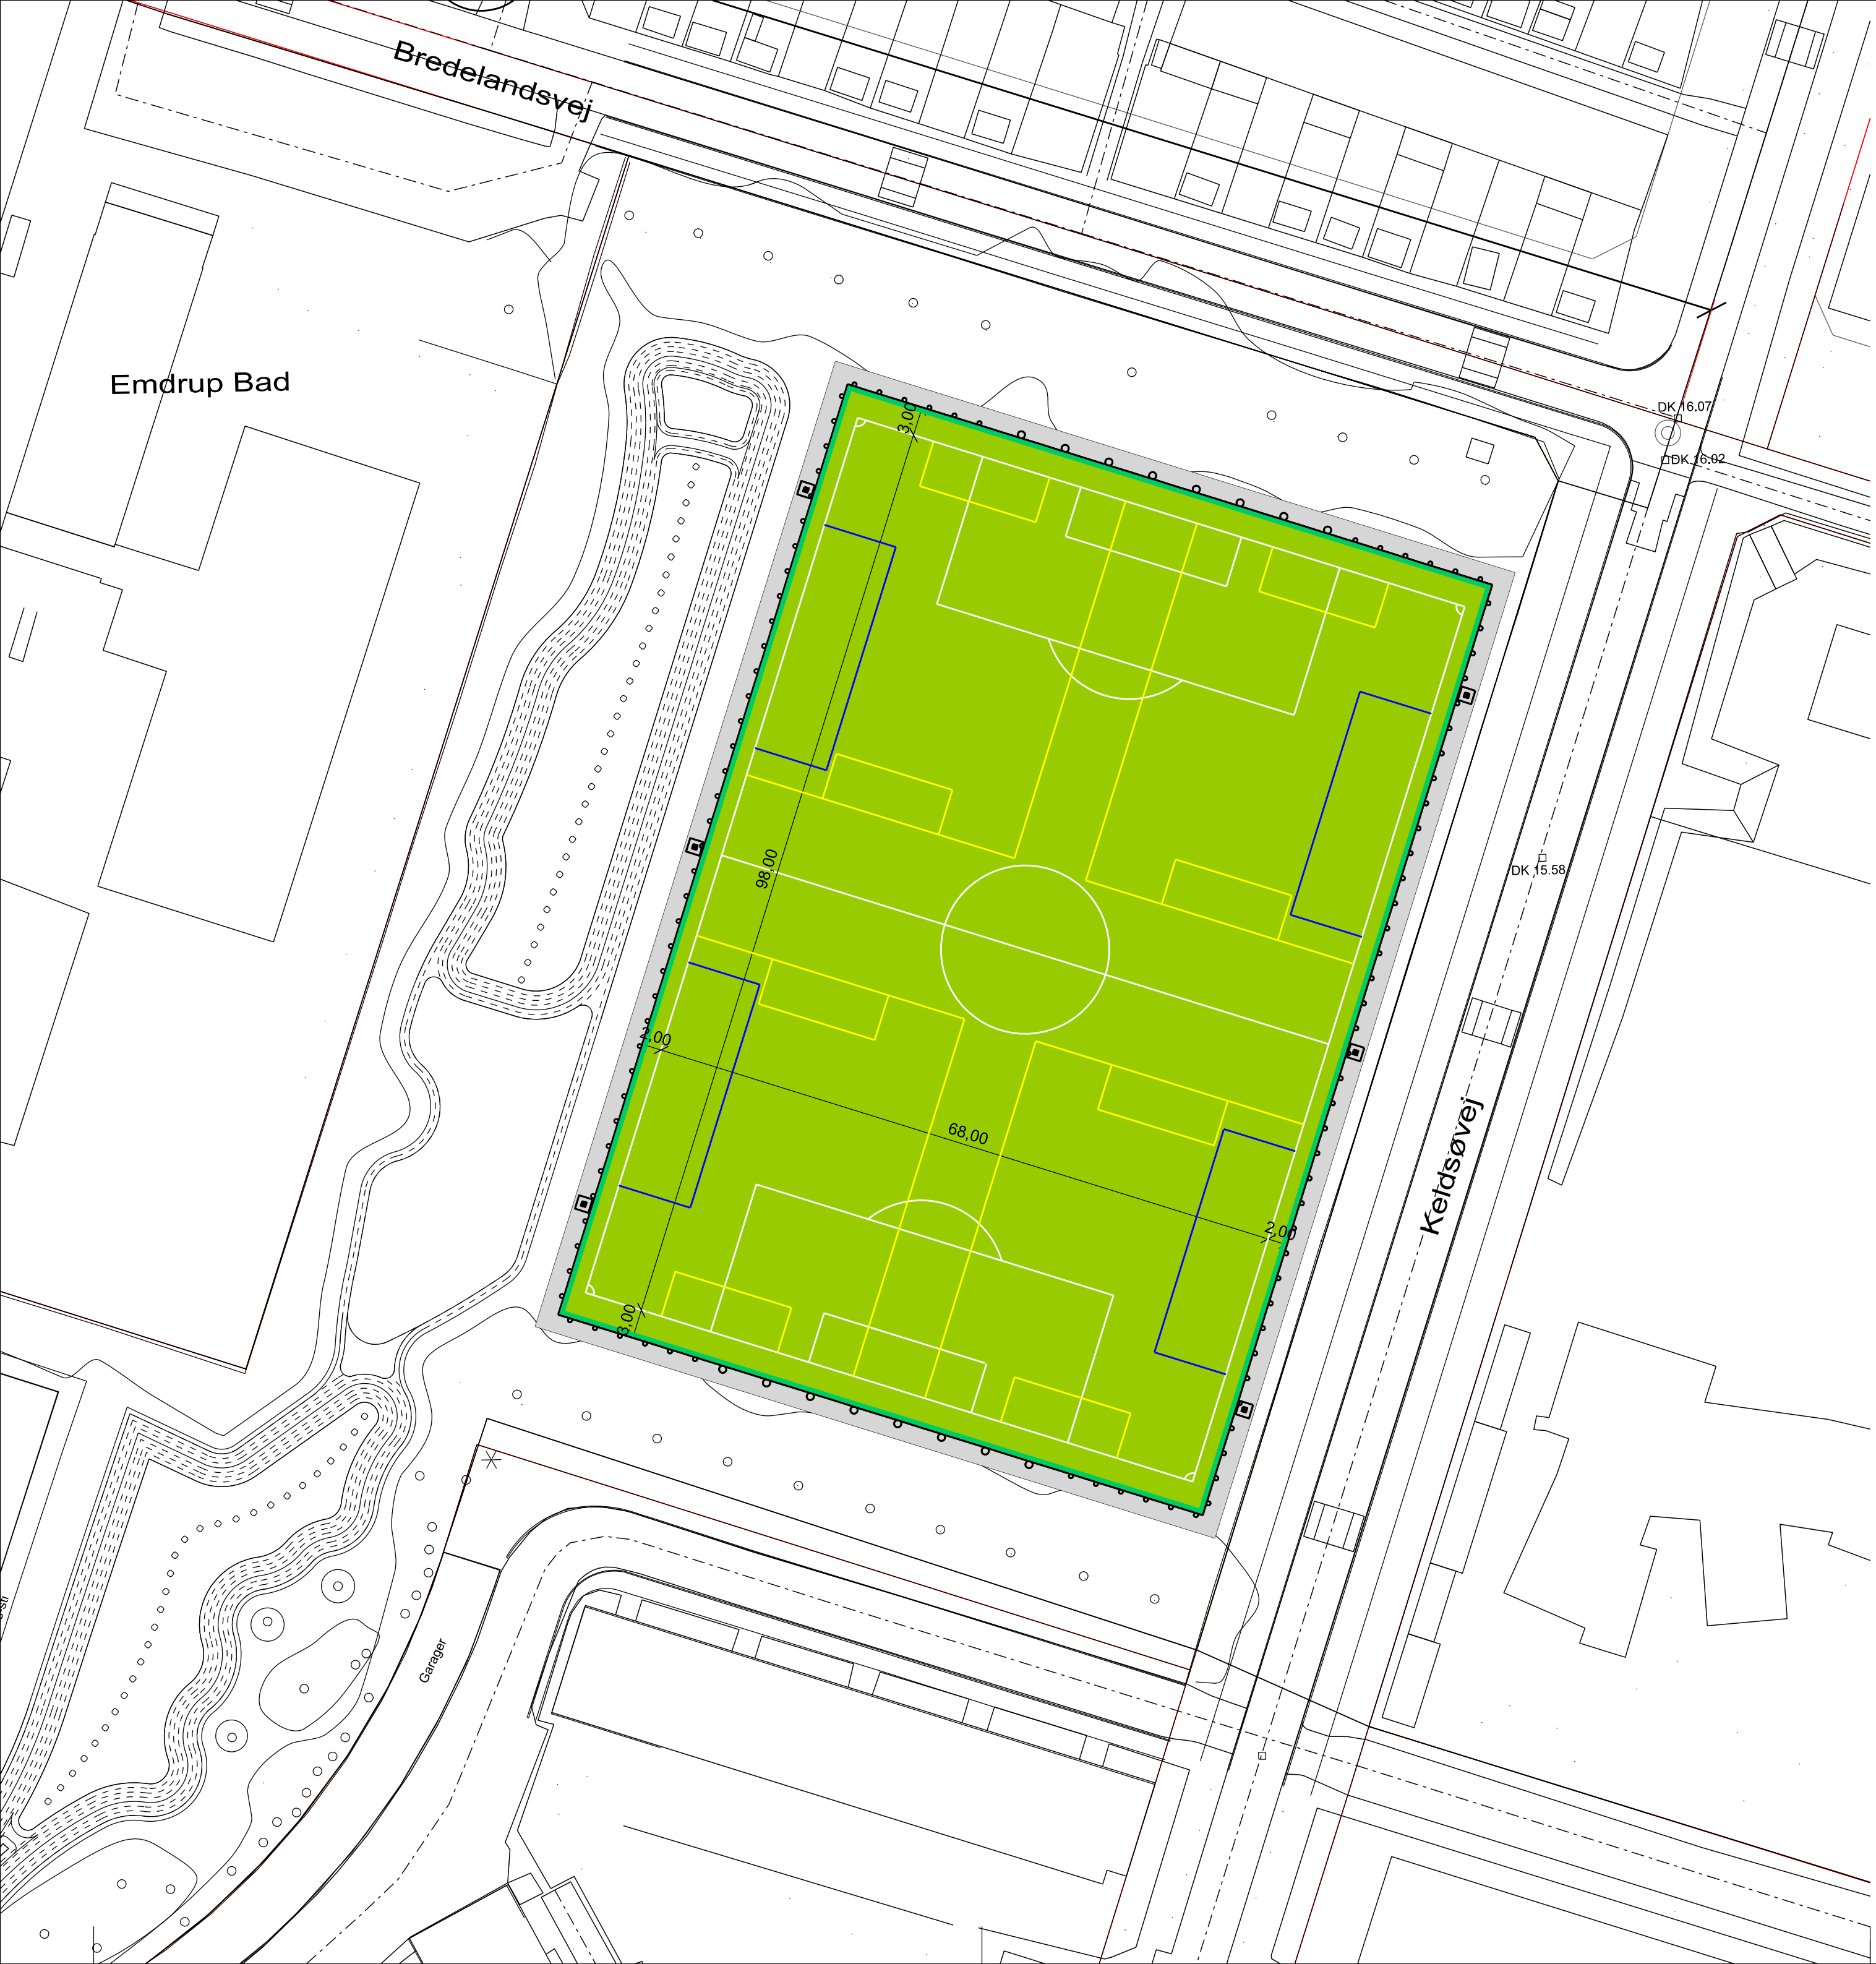 Bredelandsvej
Emdrup Bad
DK 16.07
3,00
DK 16.02
98,00
DK 15.58
2,00
68,00
Keldsøvej
2,00
3,00
Garager